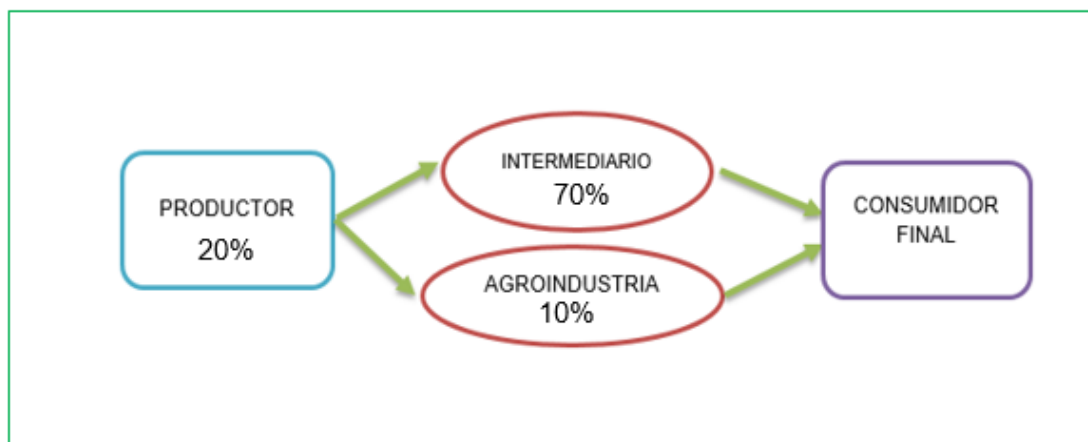 PRODUCTOR
20%
INTERMEDIARIO
70%
AGROINDUSTRIA
10%
CONSUMIDOR
FINAL